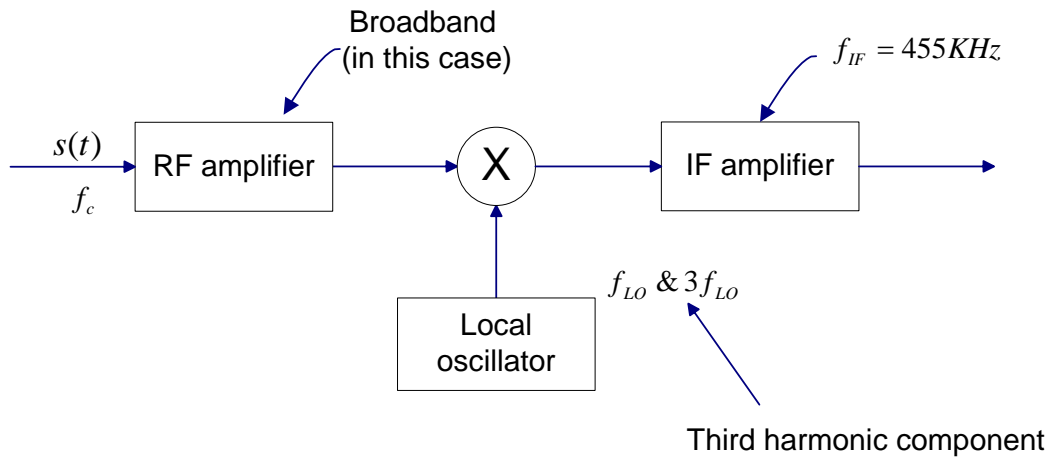 Broadband
(in this case)
f_IF = 455KHz
s(t)
f_c
RF amplifier
X
IF amplifier
f_LO & 3f_LO
Local
oscillator
Third harmonic component